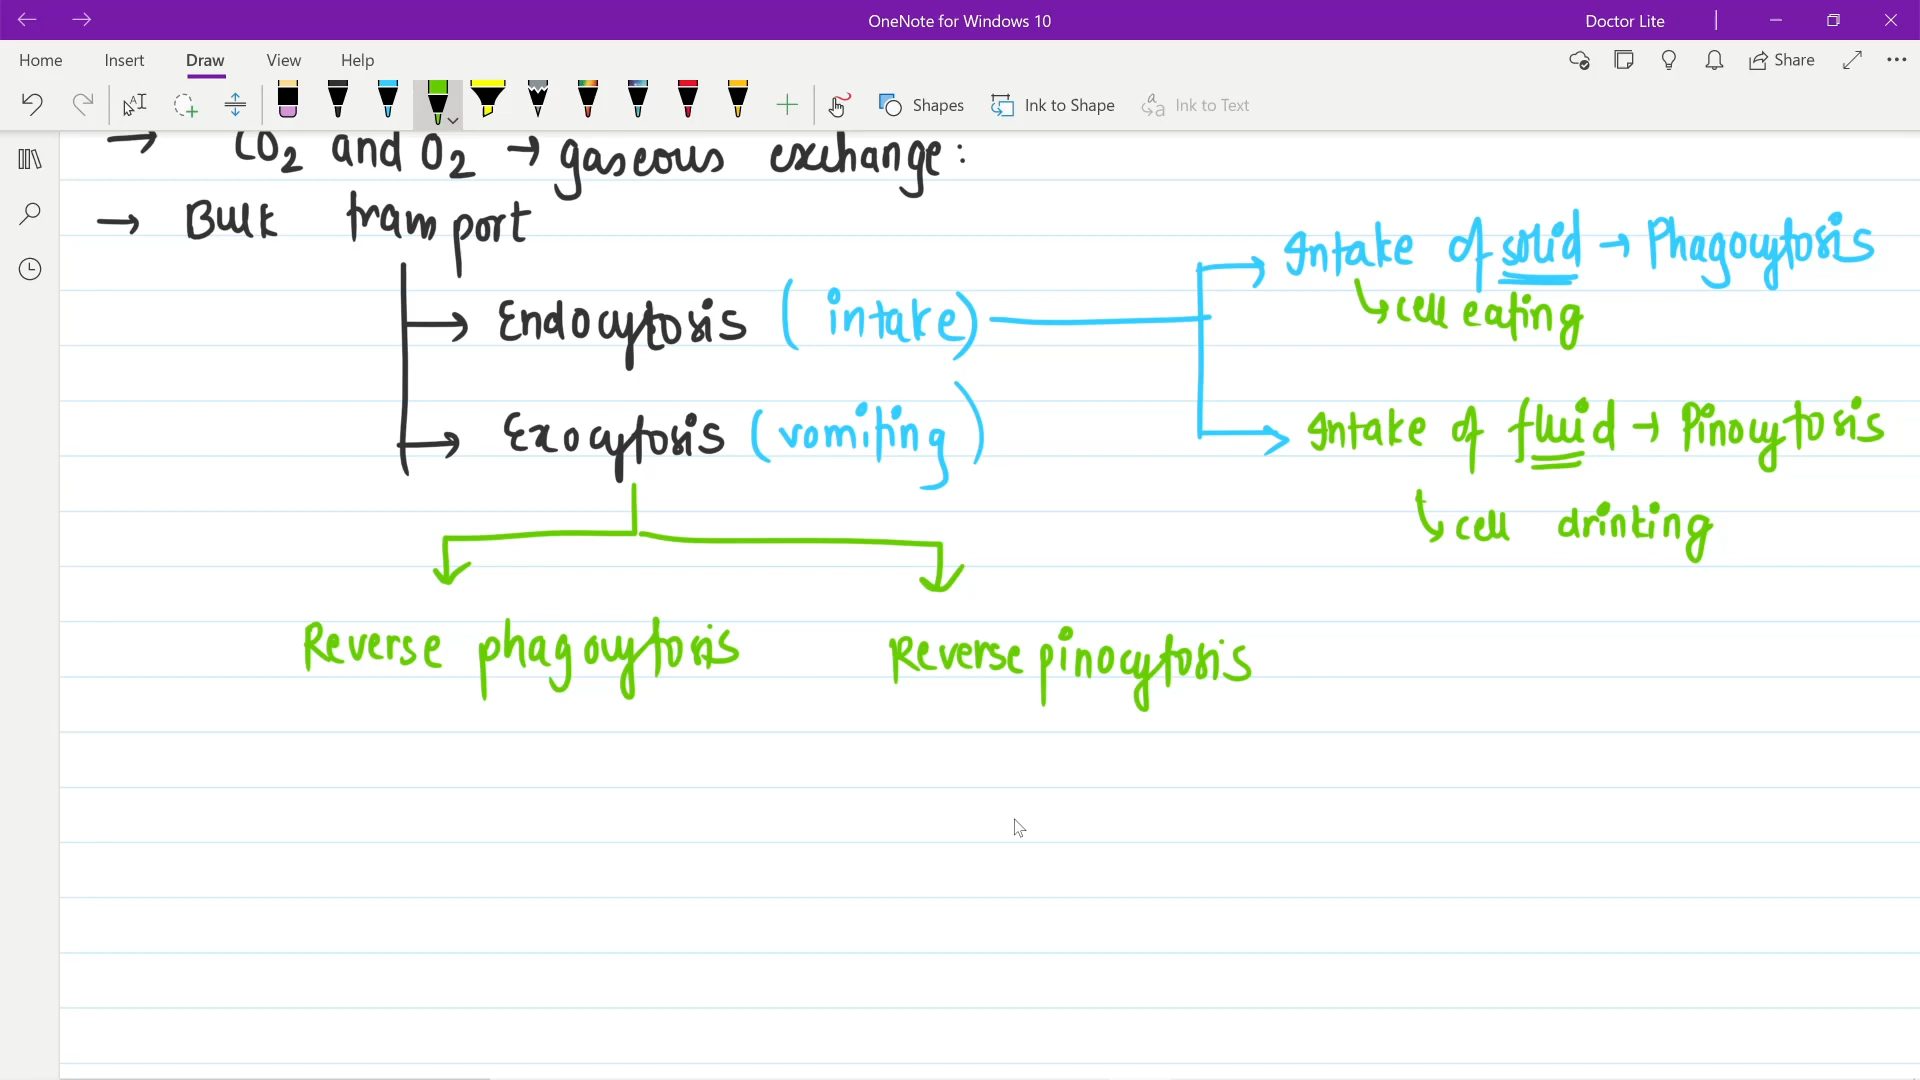 OneNote for Windows 10
Doctor Lite
Home Insert Draw View Help
Share
Shapes Ink to Shape Ink to Text
→ CO2 and O2 → gaseous exchange:
→ Bulk transport
→ Endocytosis (intake)
→ Intake of solid → Phagocytosis
↳ cell eating
→ Exocytosis (vomiting)
→ Intake of fluid → Pinocytosis
↳ cell drinking
Reverse phagocytosis
Reverse pinocytosis